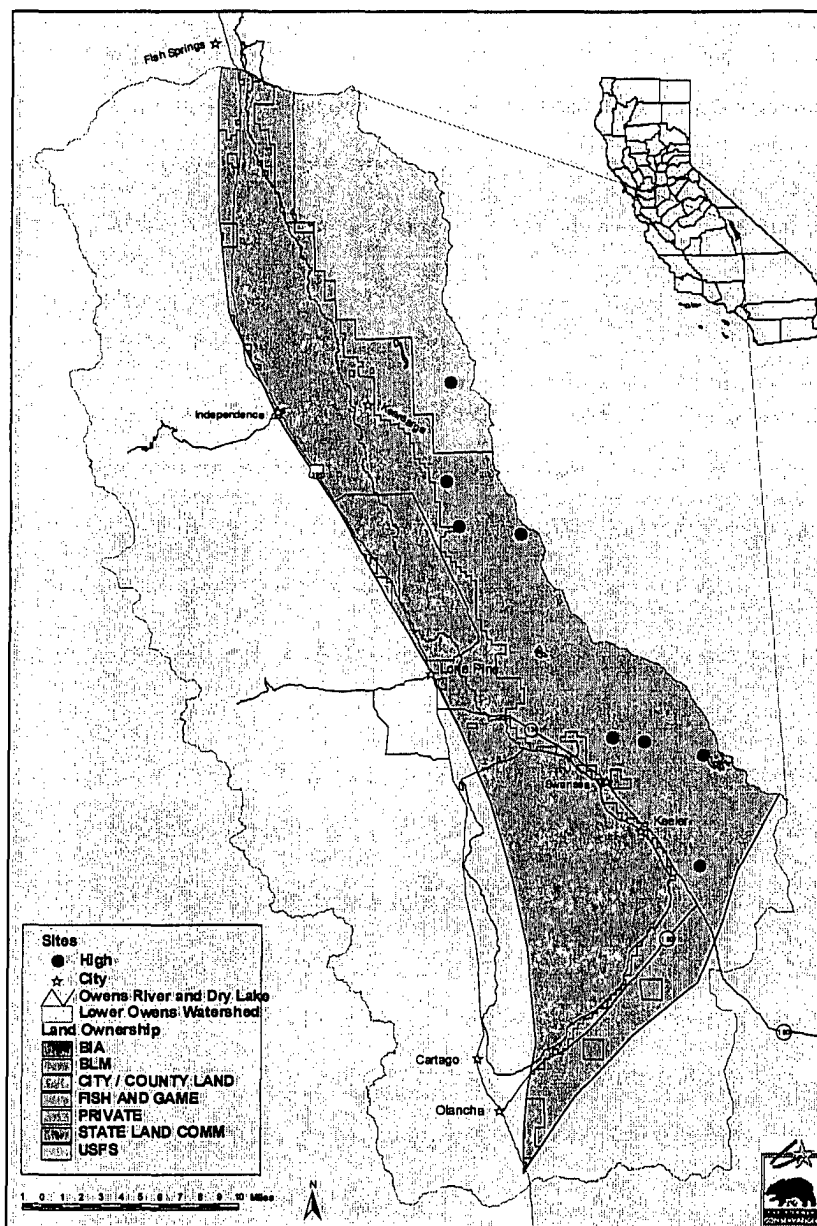 Fish Springs
Independence
Kearsarge
Lone Pine
Swansea
Keeler
Cartago
Olancha
Sites
High
City
Owens River and Dry Lake
Lower Owens Watershed
Land Ownership
BIA
BLM
CITY / COUNTY LAND
FISH AND GAME
PRIVATE
STATE LAND COMM
USFS
1 0 1 2 3 4 5 6 7 8 9 10 Miles
N
CONSERVATION